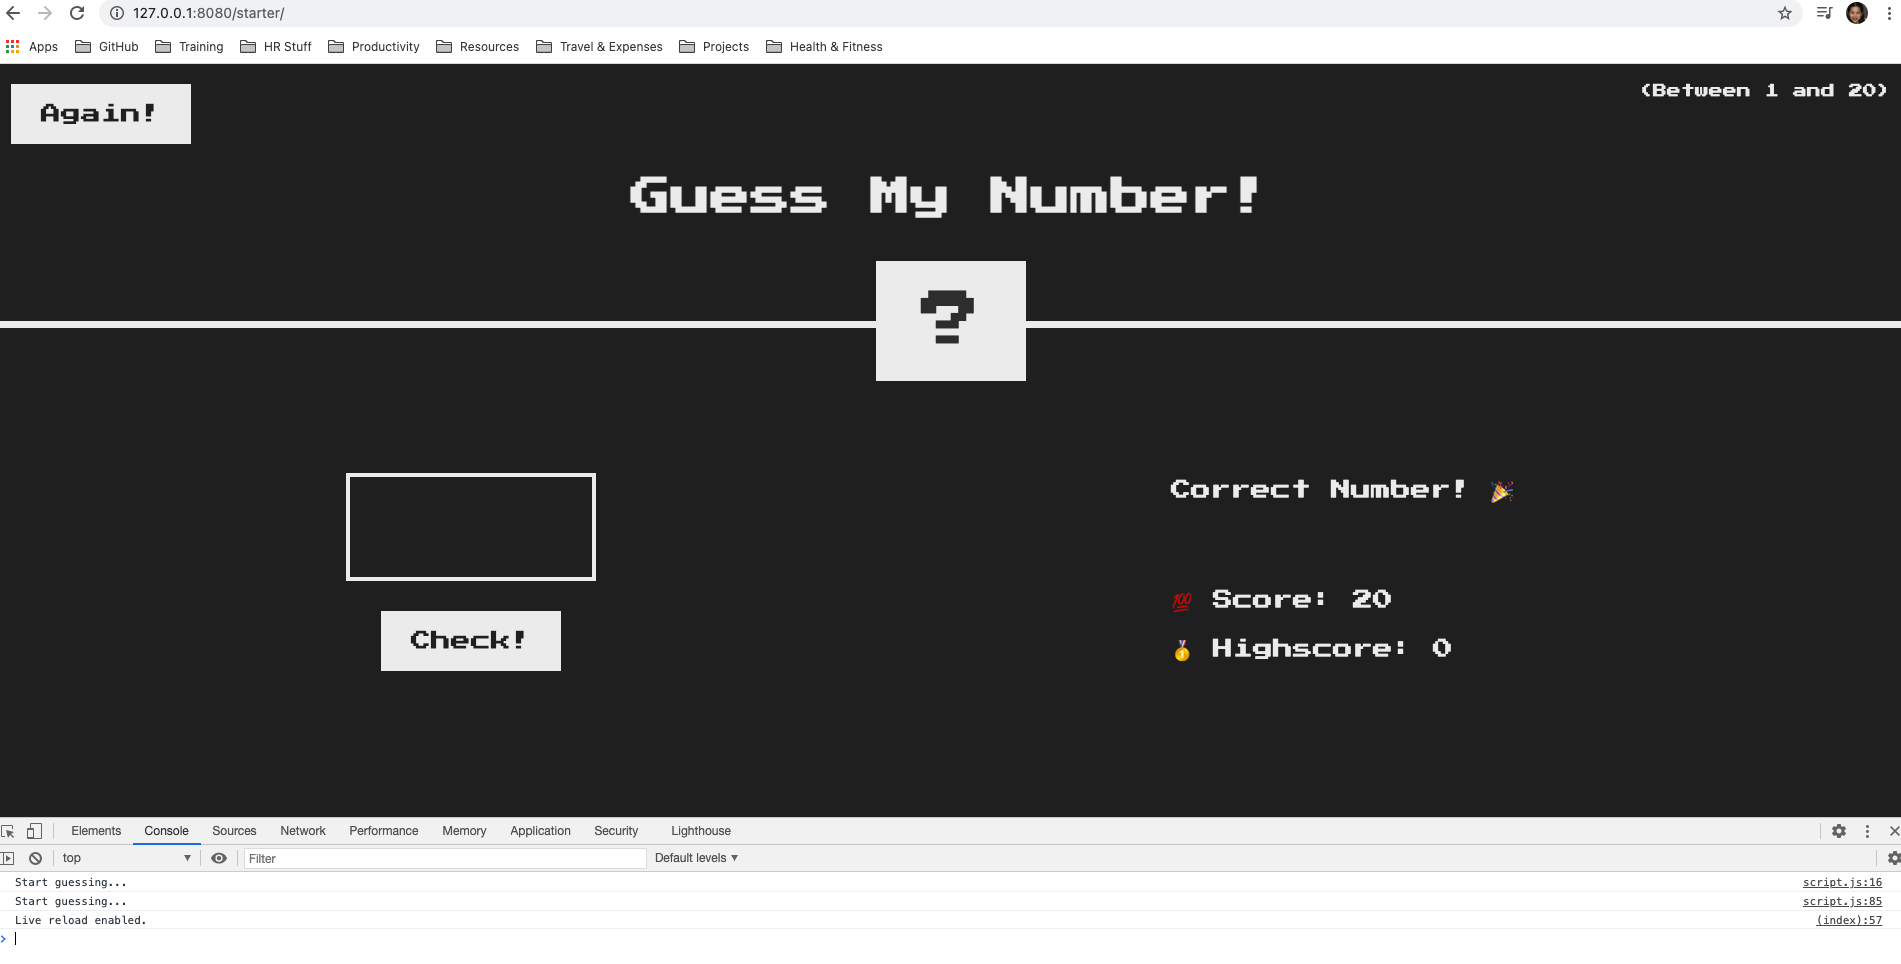 127.0.0.1:8080/starter/
Apps GitHub Training HR Stuff Productivity Resources Travel & Expenses Projects Health & Fitness
Again!
(Between 1 and 20)
Guess My Number!
?
Correct Number! 🎉
💯 Score: 20
🥇 Highscore: 0
Check!
Elements Console Sources Network Performance Memory Application Security Lighthouse
top Filter Default levels
Start guessing... script.js:16
Start guessing... script.js:85
Live reload enabled. (index):57